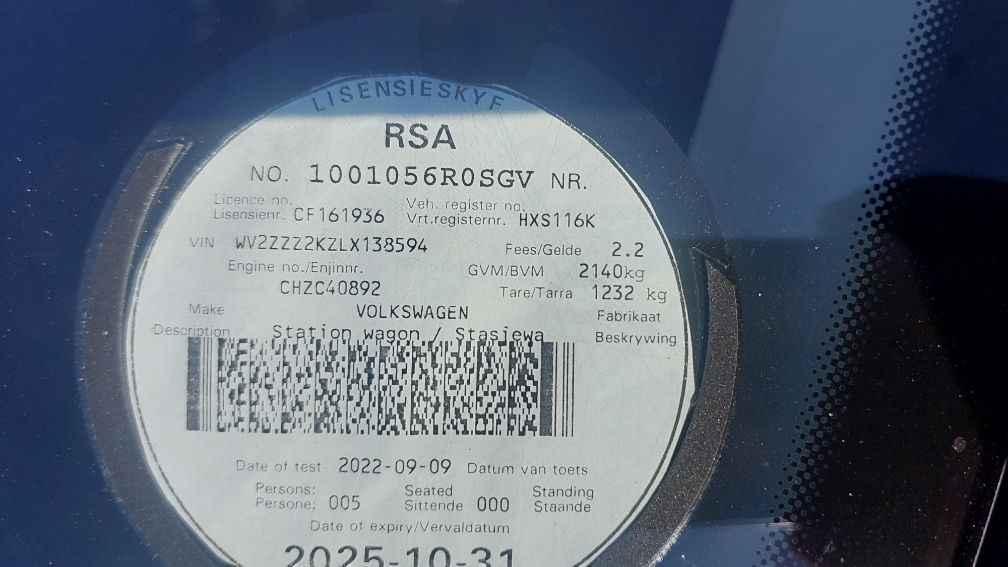 LISENSIESKYF
RSA
NO. 1001056R0SGV NR.
Licence no. Veh. register no.
Lisensienr. CF161936 Vrt.registernr. HXS116K
VIN WV2ZZZ2KZLX138594 Fees/Gelde 2.2
Engine no./Enjinnr. GVM/BVM 2140kg
CHZC40892 Tare/Tarra 1232 kg
Make VOLKSWAGEN Fabrikaat
Description Station wagon / Stasiewa Beskrywing
Date of test 2022-09-09 Datum van toets
Persons: Seated Standing
Persone: 005 Sittende 000 Staande
Date of expiry/Vervaldatum
2025-10-31